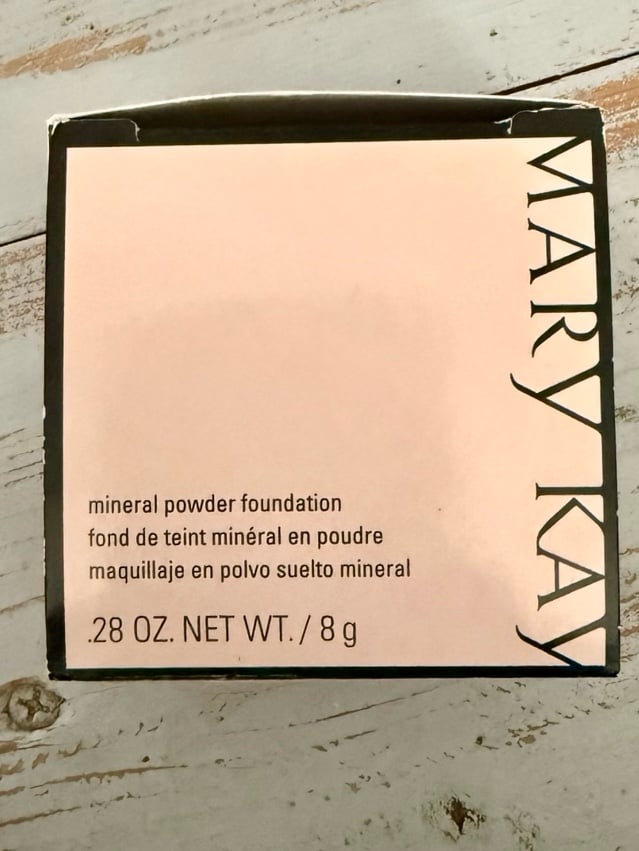 MARY KAY
mineral powder foundation
fond de teint minéral en poudre
maquillaje en polvo suelto mineral
.28 OZ. NET WT. / 8 g